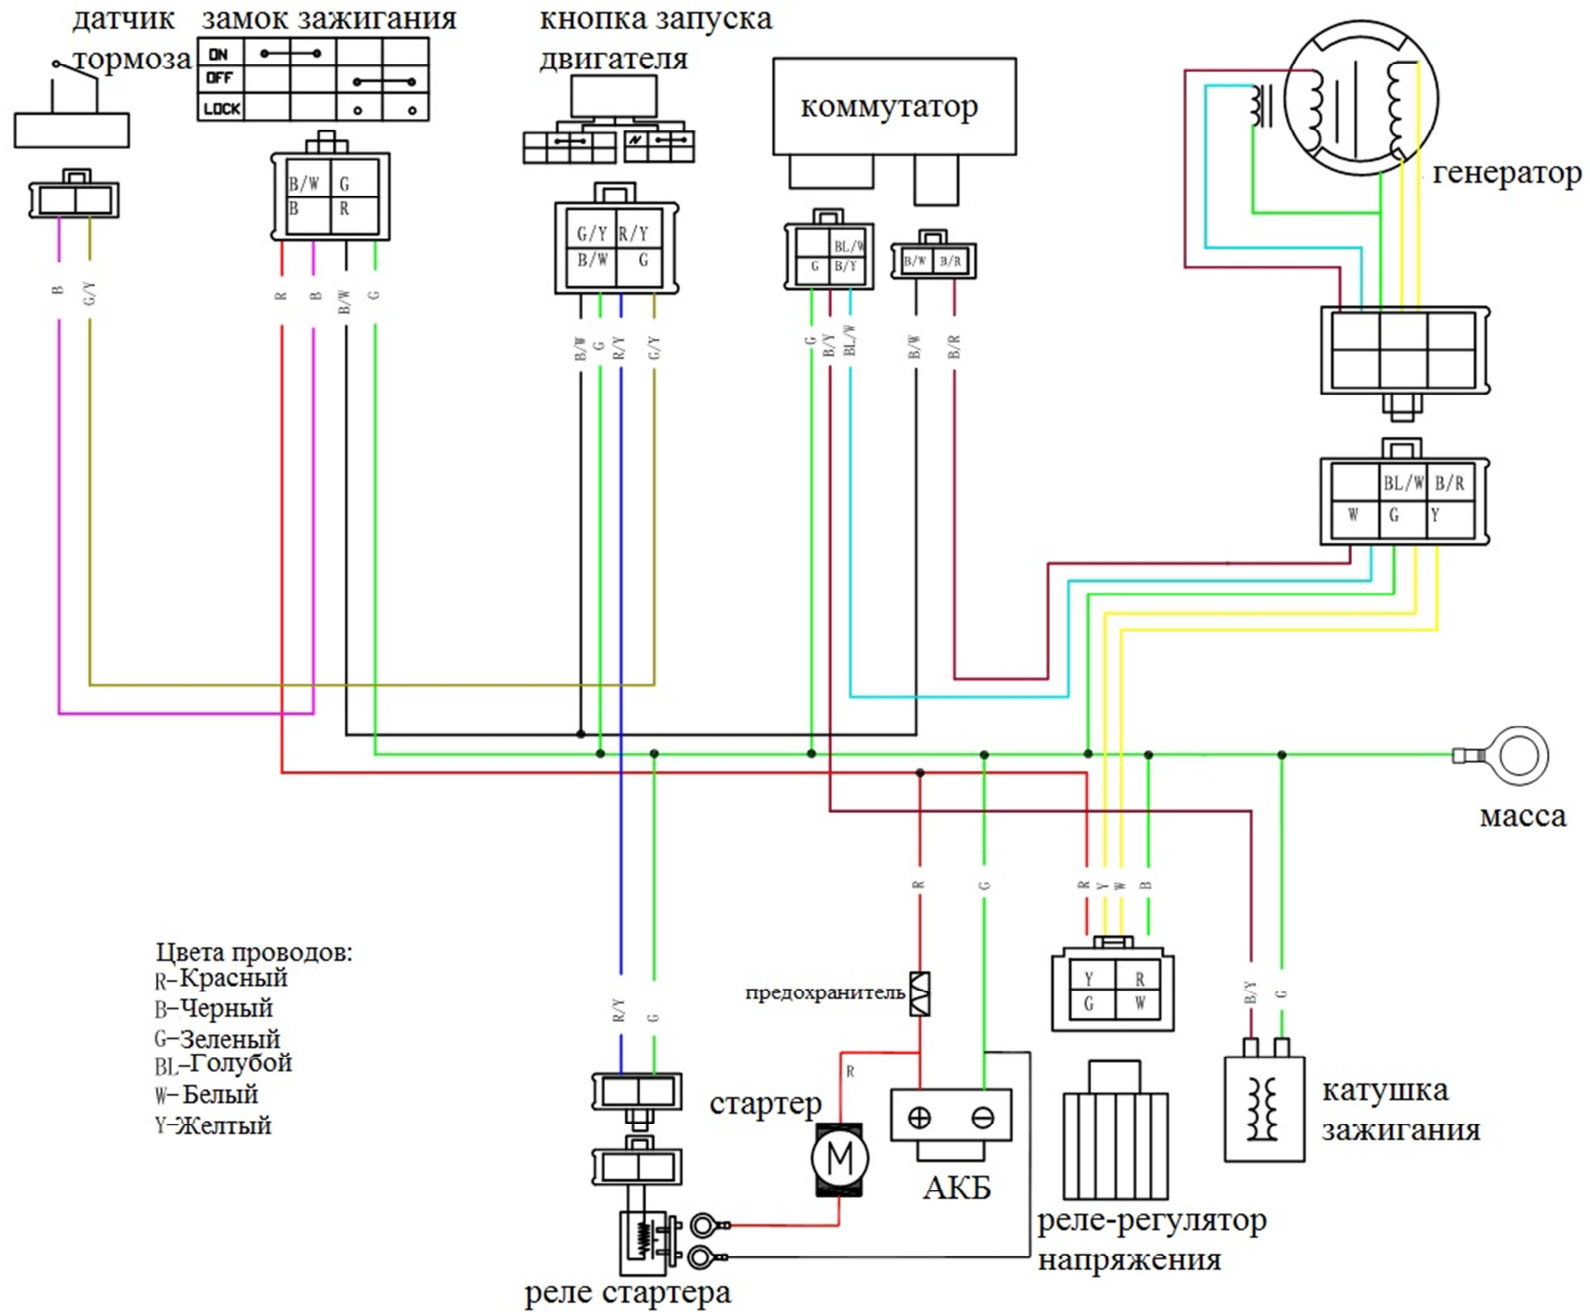 датчик
тормоза
замок зажигания
ON
OFF
LOCK
кнопка запуска
двигателя
коммутатор
генератор
B/W G
B R
G/Y R/Y
B/W G
BL/W
G B/Y
B/W B/R
B
G/Y
R
B
B/W
G
B/W
G
R/Y
G/Y
G
B/Y
BL/W
B/W
B/R
BL/W B/R
W G Y
масса
R
G
R
Y
W
B
Цвета проводов:
R-Красный
B-Черный
G-Зеленый
BL-Голубой
W-Белый
Y-Желтый
R/Y
G
предохранитель
Y R
G W
B/Y
G
R
стартер
M
АКБ
катушка
зажигания
реле-регулятор
напряжения
реле стартера